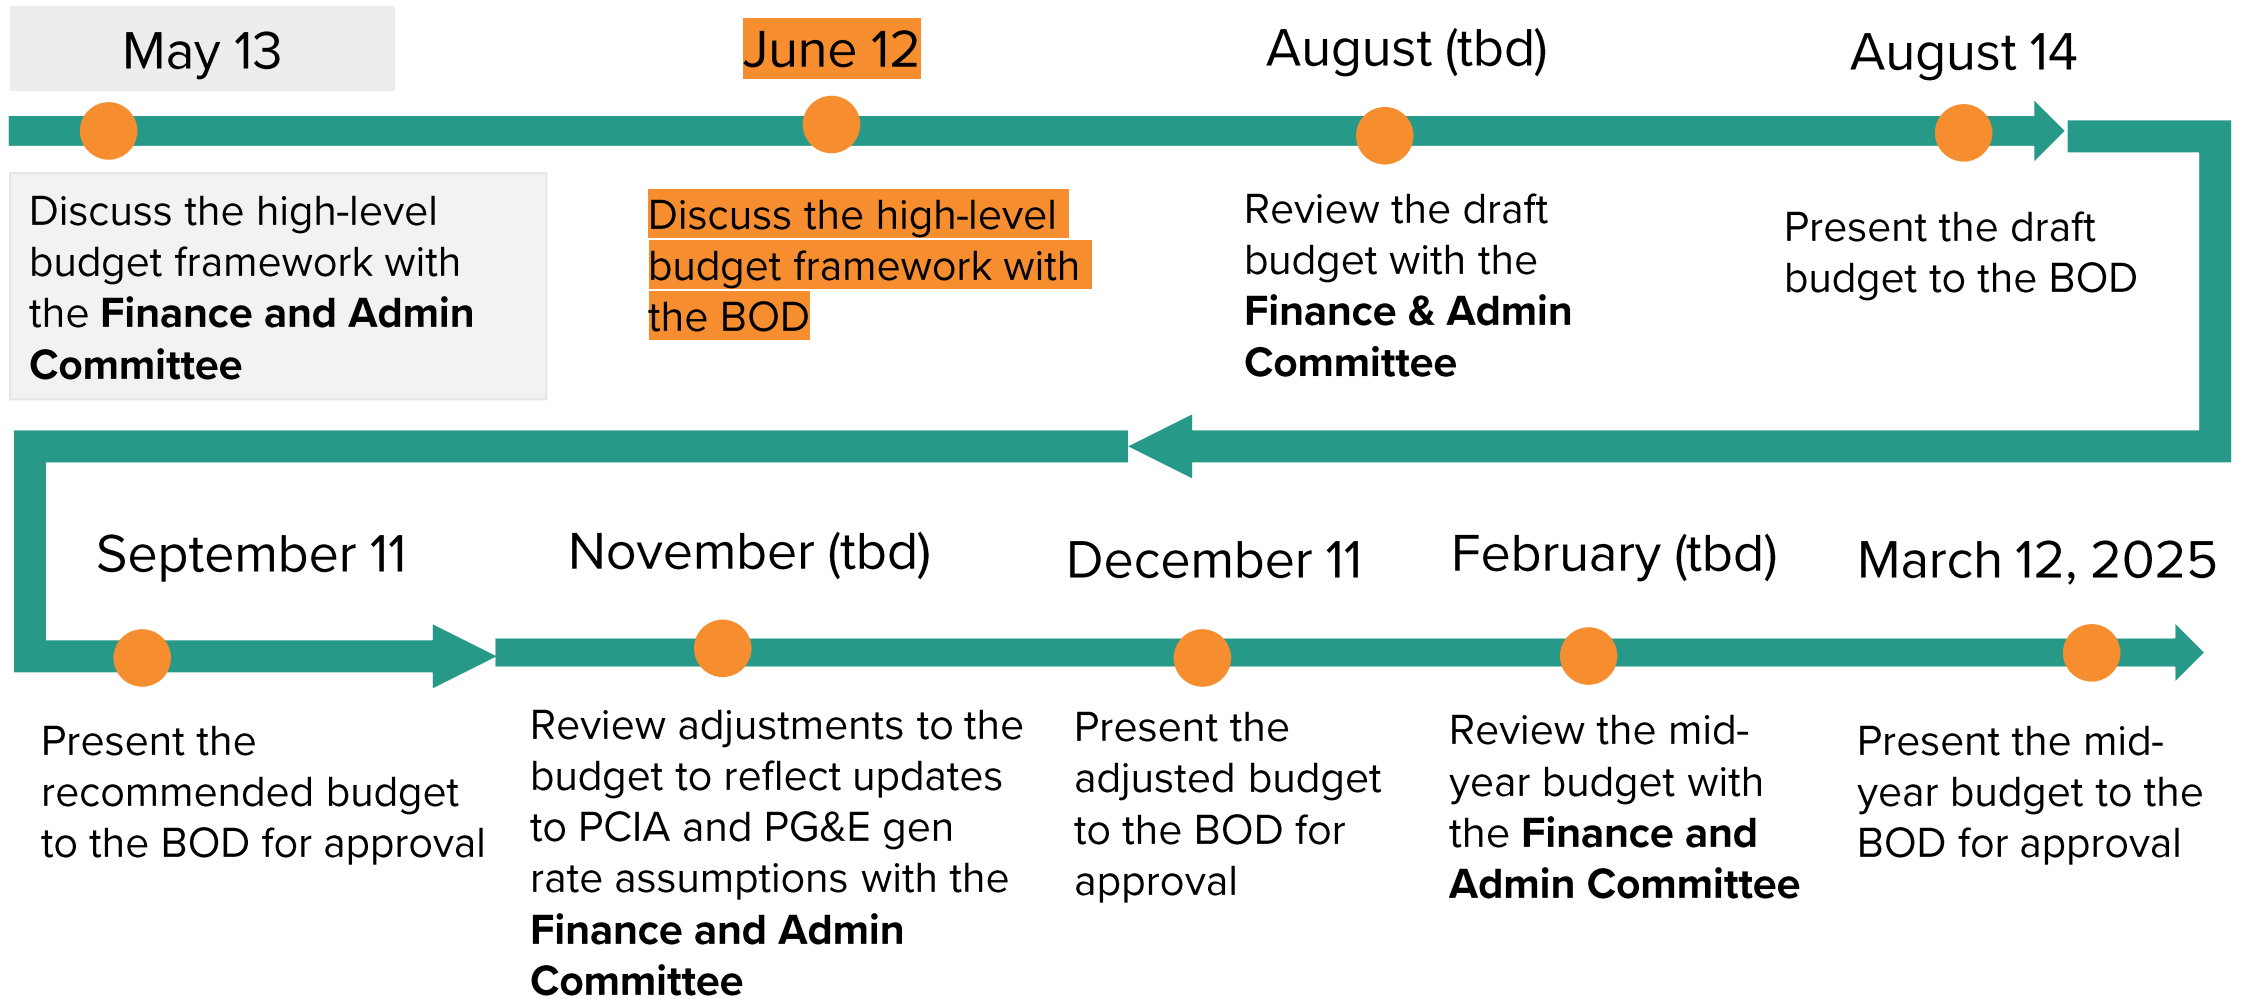 May 13
June 12
August (tbd)
August 14
Discuss the high-level
budget framework with
the Finance and Admin
Committee
Discuss the high-level
budget framework with
the BOD
Review the draft
budget with the
Finance & Admin
Committee
Present the draft
budget to the BOD
September 11
November (tbd)
December 11
February (tbd)
March 12, 2025
Present the
recommended budget
to the BOD for approval
Review adjustments to the
budget to reflect updates
to PCIA and PG&E gen
rate assumptions with the
Finance and Admin
Committee
Present the
adjusted budget
to the BOD for
approval
Review the mid-
year budget with
the Finance and
Admin Committee
Present the mid-
year budget to the
BOD for approval